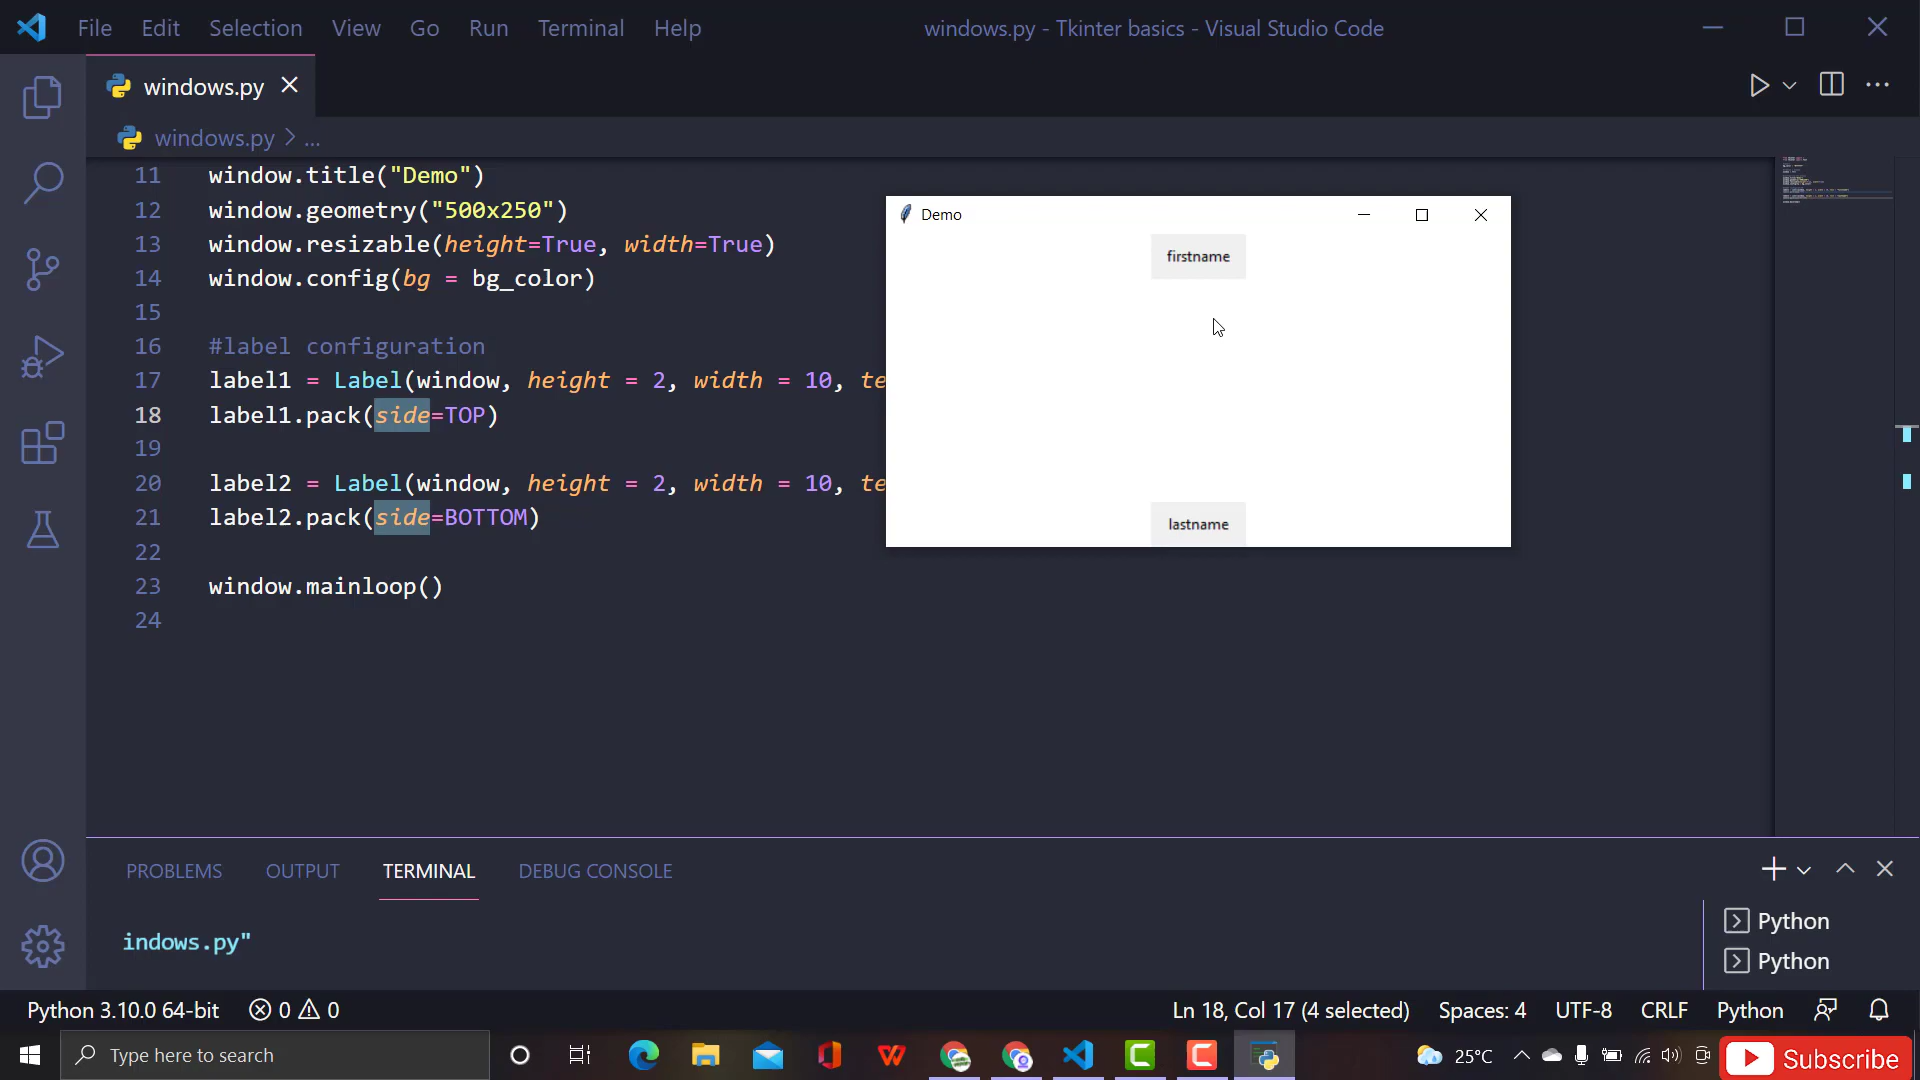 File Edit Selection View Go Run Terminal Help
windows.py - Tkinter basics - Visual Studio Code
windows.py
windows.py > ...
11 window.title("Demo")
12 window.geometry("500x250")
13 window.resizable(height=True, width=True)
14 window.config(bg = bg_color)
15
16 #label configuration
17 label1 = Label(window, height = 2, width = 10, te
18 label1.pack(side=TOP)
19
20 label2 = Label(window, height = 2, width = 10, te
21 label2.pack(side=BOTTOM)
22
23 window.mainloop()
24
Demo
firstname
lastname
PROBLEMS OUTPUT TERMINAL DEBUG CONSOLE
indows.py"
Python
Python
Python 3.10.0 64-bit 0 0
Ln 18, Col 17 (4 selected) Spaces: 4 UTF-8 CRLF Python
Type here to search
25°C
Subscribe